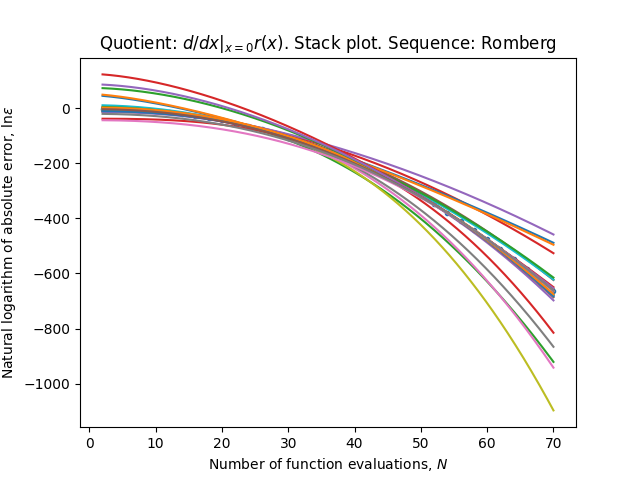 Quotient: d/dx|ₓ₌₀r(x). Stack plot. Sequence: Romberg
Natural logarithm of absolute error, lnε
0
−200
−400
−600
−800
−1000
0 10 20 30 40 50 60 70
Number of function evaluations, N